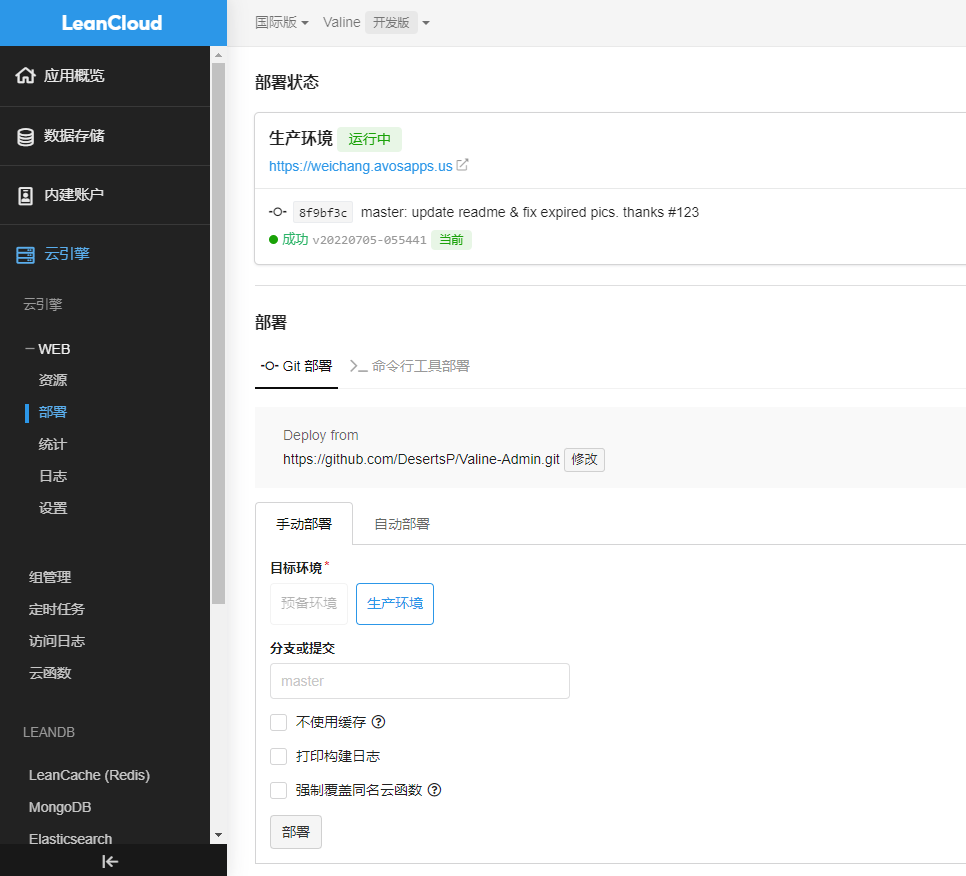 LeanCloud
国际版 Valine 开发版
应用概览
数据存储
内建账户
云引擎
云引擎
WEB
资源
部署
统计
日志
设置
组管理
定时任务
访问日志
云函数
LEANDB
LeanCache (Redis)
MongoDB
Elasticsearch
部署状态
生产环境 运行中
https://weichang.avosapps.us
8f9bf3c master: update readme & fix expired pics. thanks #123
成功 v20220705-055441 当前
部署
Git 部署 命令行工具部署
Deploy from
https://github.com/DesertsP/Valine-Admin.git 修改
手动部署 自动部署
目标环境*
预备环境 生产环境
分支或提交
master
不使用缓存
打印构建日志
强制覆盖同名云函数
部署